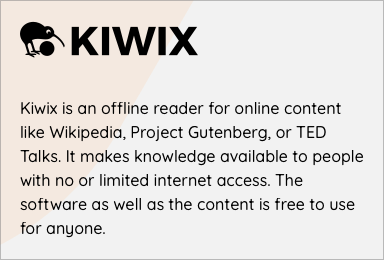 KIWIX
Kiwix is an offline reader for online content
like Wikipedia, Project Gutenberg, or TED
Talks. It makes knowledge available to people
with no or limited internet access. The
software as well as the content is free to use
for anyone.